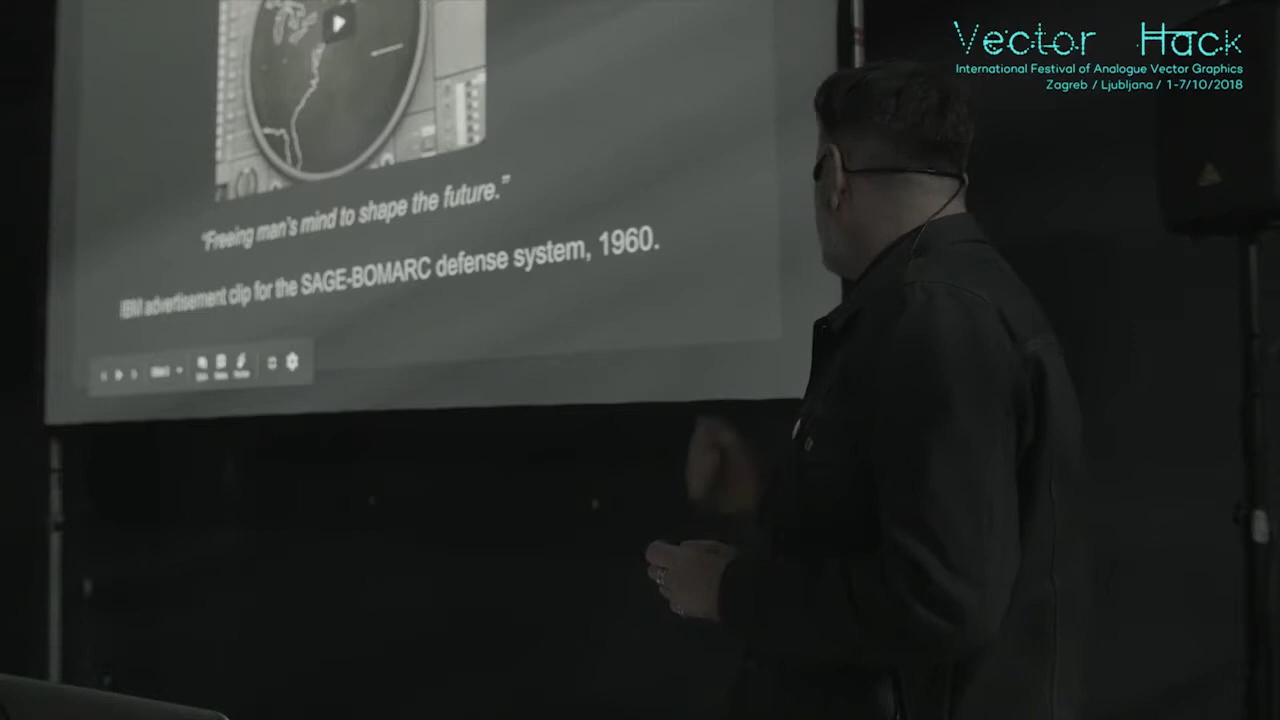 Vector Hack
International Festival of Analogue Vector Graphics
Zagreb / Ljubljana / 1-7/10/2018
“Freeing man’s mind to shape the future.”
IBM advertisement clip for the SAGE-BOMARC defense system, 1960.